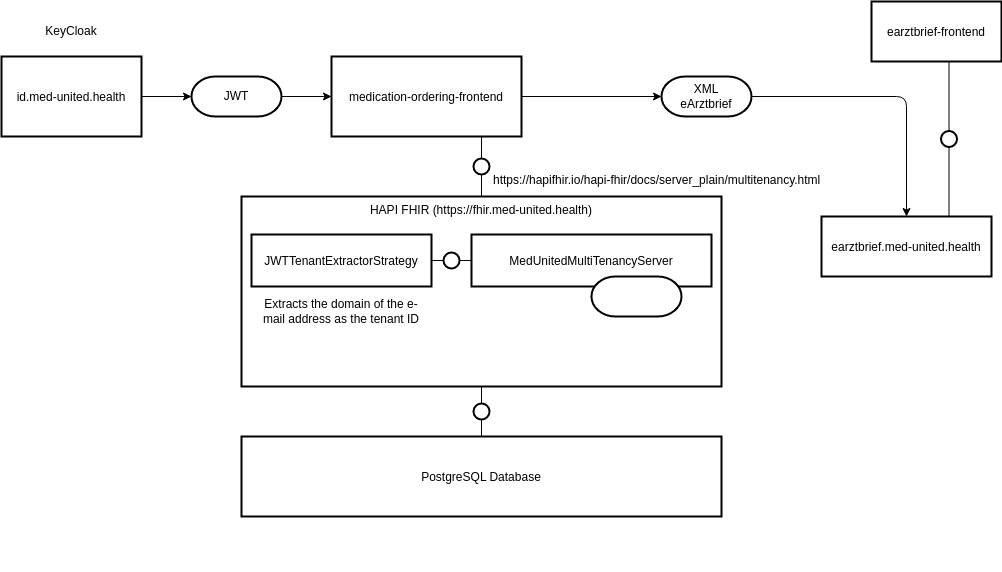 earztbrief-frontend
KeyCloak
id.med-united.health
JWT
medication-ordering-frontend
XML
eArztbrief
https://hapifhir.io/hapi-fhir/docs/server_plain/multitenancy.html
HAPI FHIR (https://fhir.med-united.health)
earztbrief.med-united.health
JWTTenantExtractorStrategy
MedUnitedMultiTenancyServer
Extracts the domain of the e-
mail address as the tenant ID
PostgreSQL Database